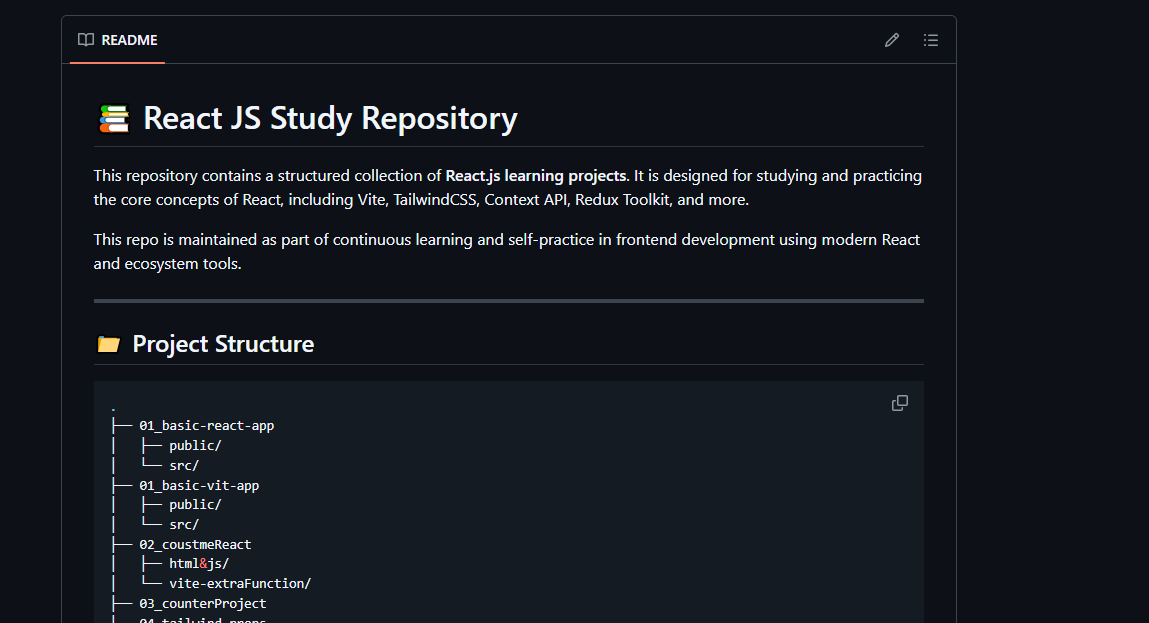 README
📚 React JS Study Repository
This repository contains a structured collection of React.js learning projects. It is designed for studying and practicing
the core concepts of React, including Vite, TailwindCSS, Context API, Redux Toolkit, and more.
This repo is maintained as part of continuous learning and self-practice in frontend development using modern React
and ecosystem tools.
📁 Project Structure
.
├── 01_basic-react-app
│   ├── public/
│   └── src/
├── 01_basic-vit-app
│   ├── public/
│   └── src/
├── 02_coustmeReact
│   ├── html&js/
│   └── vite-extraFunction/
├── 03_counterProject
├── 04_tailwind_props